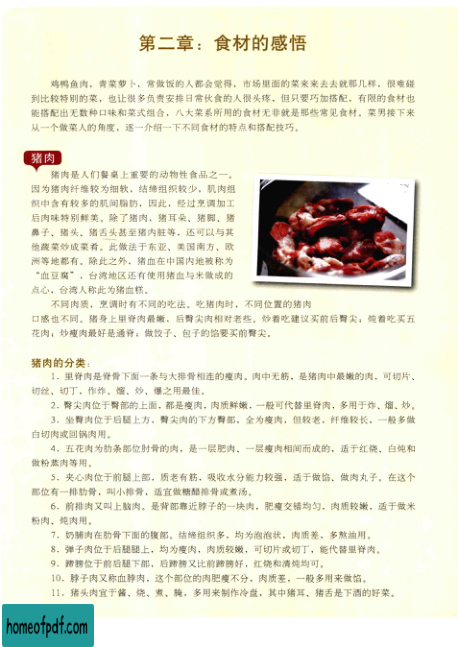 第二章：食材的感悟
鸡鸭鱼肉，青菜萝卜，常做饭的人都会觉得，市场里面的菜来来去去就那几样，很难碰
到比较特别的菜，也让很多负责安排日常伙食的人很头疼，但只要巧加搭配，有限的食材也
能搭配出无数种口味和菜式组合，八大菜系所用的食材无非就是那些常见食材。菜男接下来
从一个做菜人的角度，逐一介绍一下不同食材的特点和搭配技巧。
猪肉
猪肉是人们餐桌上重要的动物性食品之一。
因为猪肉纤维较为细软，结缔组织较少，肌肉组
织中含有较多的肌间脂肪，因此，经过烹调加工
后肉味特别鲜美。除了猪肉，猪耳朵、猪脚、猪
鼻子、猪头、猪舌头甚至猪内脏等，还可以与其
他蔬菜炒成菜肴。此做法于东亚、美国南方、欧
洲等地都有。除此之外，猪血在中国内地被称为
“血豆腐”，台湾地区还有使用猪血与米做成的
点心，台湾人称此为猪血糕。
不同肉质，烹调时有不同的吃法。吃猪肉时，不同位置的猪肉
口感也不同。猪身上里脊肉最嫩，后臀尖肉相对老些。炒着吃建议买前后臀尖；炖着吃买五
花肉；炒瘦肉最好是通脊；做饺子、包子的馅要买前臀尖。
猪肉的分类：
1．里脊肉是脊骨下面一条与大排骨相连的瘦肉。肉中无筋，是猪肉中最嫩的肉，可切片、
切丝、切丁，作炸、熘、炒、爆之用最佳。
2．臀尖肉位于臀部的上面，都是瘦肉，肉质鲜嫩，一般可代替里脊肉，多用于炸、熘、炒。
3．坐臀肉位于后腿上方，臀尖肉的下方臀部，全为瘦肉，但较老，纤维较长，一般多做
白切肉或回锅肉用。
4．五花肉为肋条部位肘骨的肉，是一层肥肉、一层瘦肉相间而成的，适于红烧、白炖和
做粉蒸肉等用。
5．夹心肉位于前腿上部，质老有筋，吸收水分能力较强，适于做馅、做肉丸子。在这个
部位有一排肋骨，叫小排骨，适宜做糖醋排骨或煮汤。
6．前排肉又叫上脑肉，是背部靠近脖子的一块肉，肥瘦交错均匀，肉质较嫩，适于做米
粉肉、炖肉用。
7．奶脯肉在肋骨下面的腹部。结缔组织多，均为泡泡状，肉质差，多熬油用。
8．弹子肉位于后腿腿上，均为瘦肉，肉质较嫩，可切片或切丁，能代替里脊肉。
9．蹄膀位于前后腿下部，后蹄膀又比前蹄膀好，红烧和清炖均可。
10．脖子肉又称血脖肉，这个部位的肉肥瘦不分，肉质差，一般多用来做馅。
11．猪头肉宜于酱、烧、煮、腌，多用来制作冷盘，其中猪耳、猪舌是下酒的好菜。
homeofpdf.com